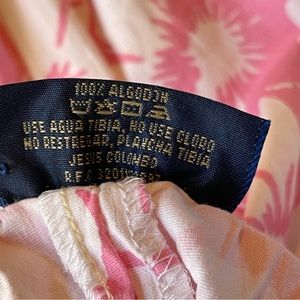 100% ALGODON
USE AGUA TIBIA, NO USE CLORO
NO RESTREGAR, PLANCHA TIBIA
JESUS COLOMBO
R.F.C.